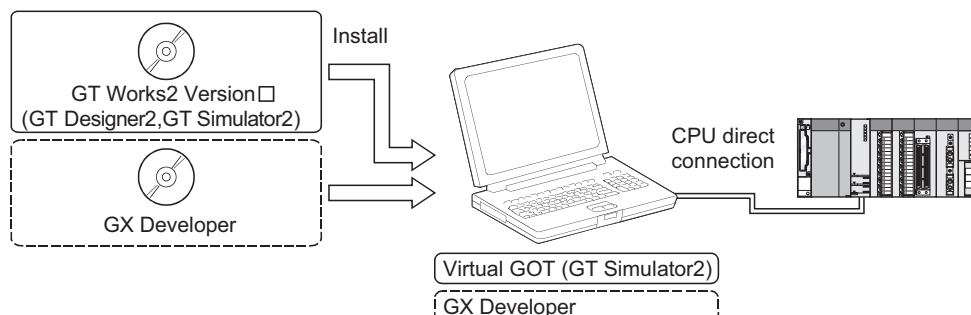 Install
GT Works2 Version□
(GT Designer2,GT Simulator2)
GX Developer
CPU direct
connection
Virtual GOT (GT Simulator2)
GX Developer